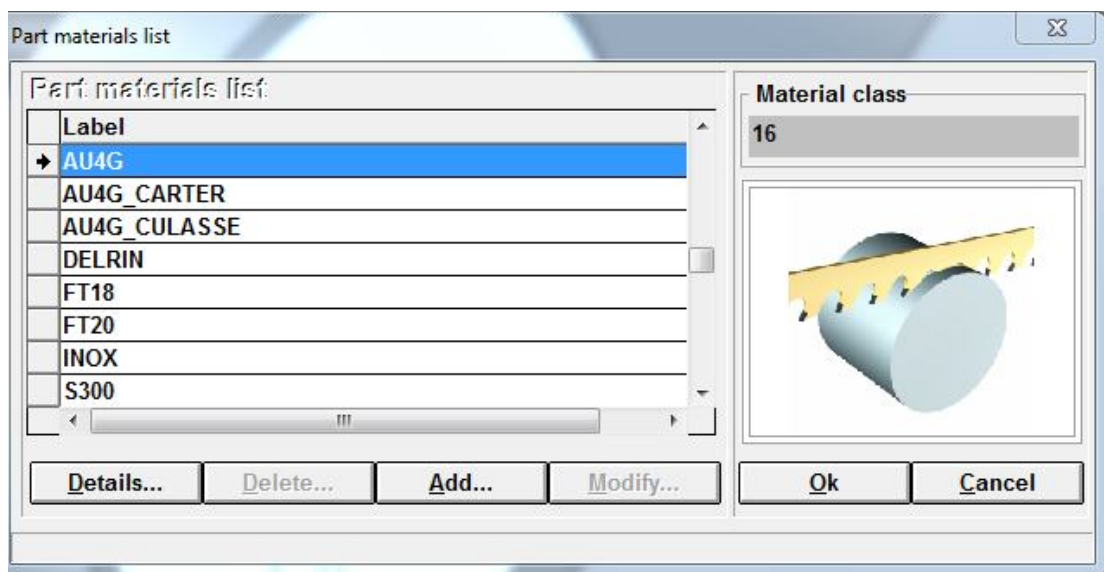 Part materials list
Part materials list
Label
AU4G
AU4G_CARTER
AU4G_CULASSE
DELRIN
FT18
FT20
INOX
S300
Details...
Delete...
Add...
Modify...
Material class
16
Ok
Cancel